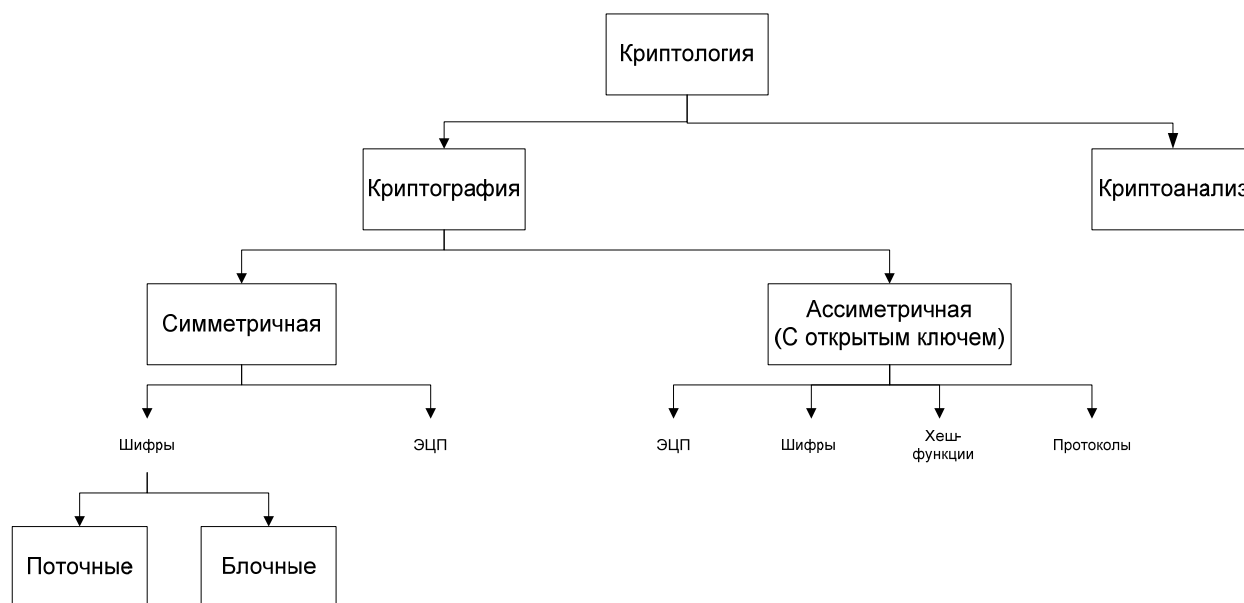 Криптология
Криптография
Криптоанализ
Симметричная
Ассиметричная
(С открытым ключем)
Шифры
ЭЦП
ЭЦП
Шифры
Хеш-
функции
Протоколы
Поточные
Блочные